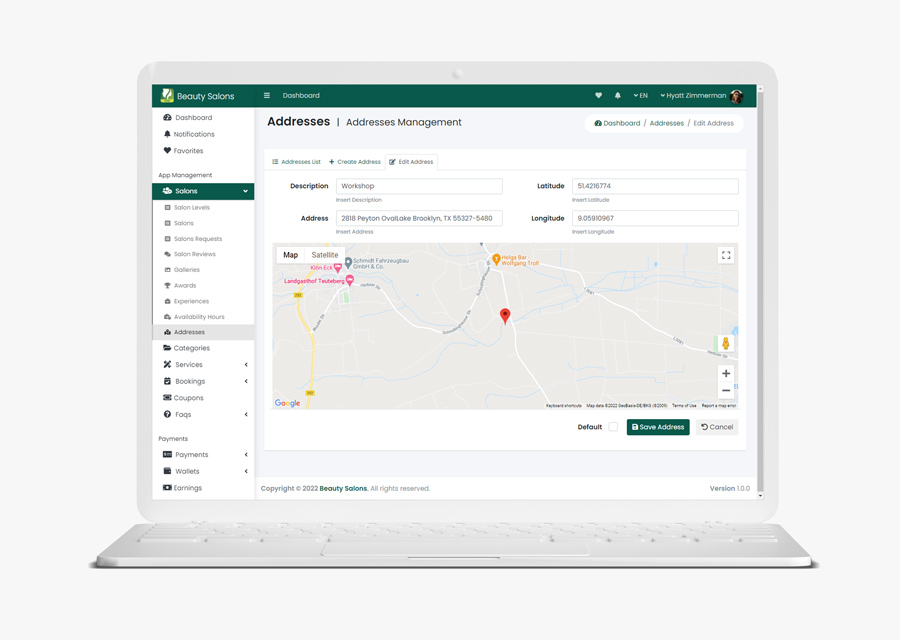 Beauty Salons
Dashboard
EN
Hyatt Zimmerman
Dashboard
Notifications
Favorites
App Management
Salons
Salon Levels
Salons
Salons Requests
Salon Reviews
Galleries
Awards
Experiences
Availability Hours
Addresses
Categories
Services
Bookings
Coupons
Faqs
Payments
Payments
Wallets
Earnings
Addresses | Addresses Management
Dashboard / Addresses / Edit Address
Addresses List
Create Address
Edit Address
Description
Workshop
Insert Description
Latitude
51.4216774
Insert Latitude
Address
2818 Peyton OvalLake Brooklyn, TX 55327-5480
Insert Address
Longitude
9.05910967
Insert Longitude
Map
Satellite
Schmidt Fahrzeugbau
GmbH & Co.
Klön Eck
Landgasthof Teuteberg
Helga Bar
Wolfgang Troll
Google
Keyboard shortcuts
Map data ©2022 GeoBasis-DE/BKG (©2009)
Terms of Use
Report a map error
Default
Save Address
Cancel
Copyright © 2022 Beauty Salons. All rights reserved.
Version 1.0.0